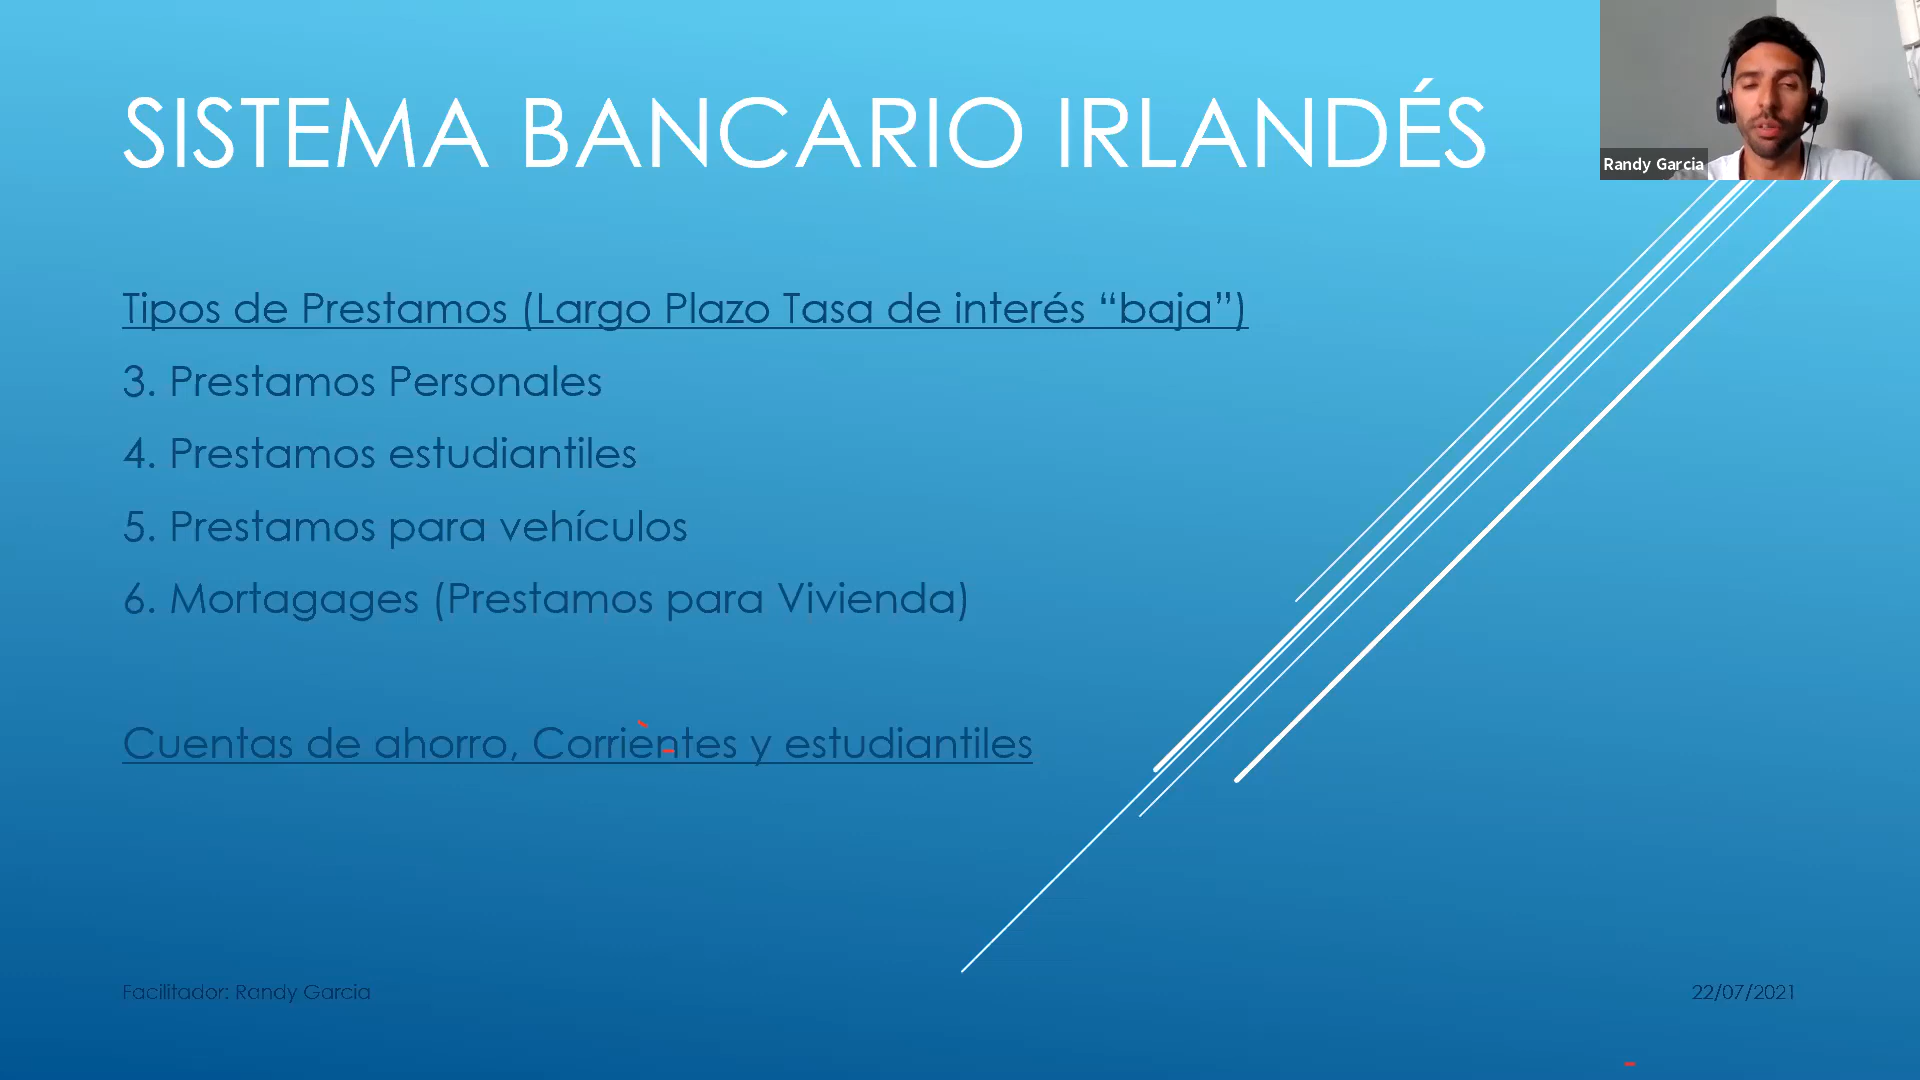 SISTEMA BANCARIO IRLANDÉS
Randy Garcia
Tipos de Prestamos (Largo Plazo Tasa de interés “baja”)
3. Prestamos Personales
4. Prestamos estudiantiles
5. Prestamos para vehículos
6. Mortagages (Prestamos para Vivienda)
Cuentas de ahorro, Corrientes y estudiantiles
Facilitador: Randy Garcia
22/07/2021